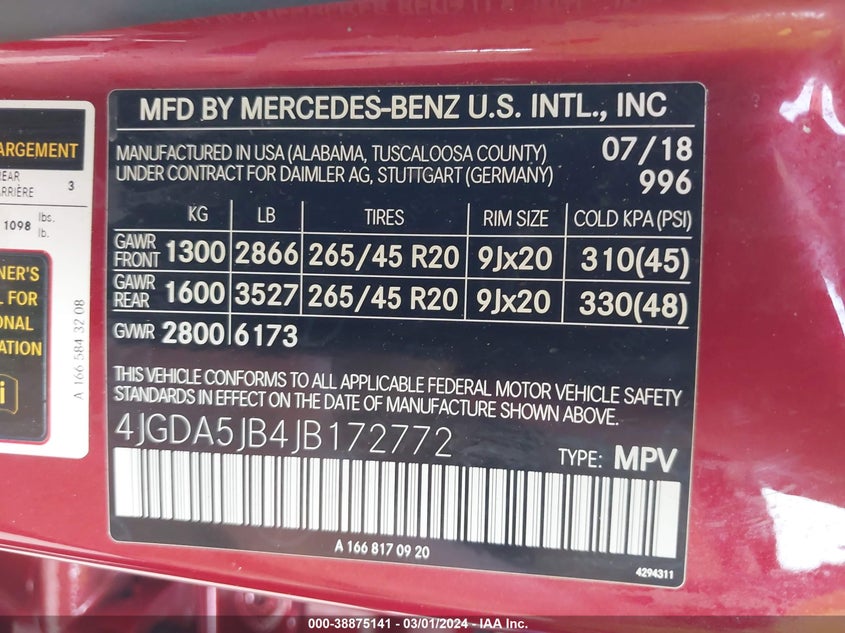 MFD BY MERCEDES-BENZ U.S. INTL., INC
MANUFACTURED IN USA (ALABAMA, TUSCALOOSA COUNTY) 07/18
UNDER CONTRACT FOR DAIMLER AG, STUTTGART (GERMANY) 996
KG LB TIRES RIM SIZE COLD KPA (PSI)
GAWR FRONT 1300 2866 265/45 R20 9Jx20 310(45)
GAWR REAR 1600 3527 265/45 R20 9Jx20 330(48)
GVWR 2800 6173
THIS VEHICLE CONFORMS TO ALL APPLICABLE FEDERAL MOTOR VEHICLE SAFETY
STANDARDS IN EFFECT ON THE DATE OF MANUFACTURE SHOWN ABOVE.
4JGDA5JB4JB172772
TYPE: MPV
A 166 817 09 20
4294311
ARGEMENT
REAR 3
ARRIÈRE
1098 lbs.
lb.
NER'S
L FOR
ONAL
ATION
i
A 166 584 32 08
000-38875141 - 03/01/2024 - IAA Inc.